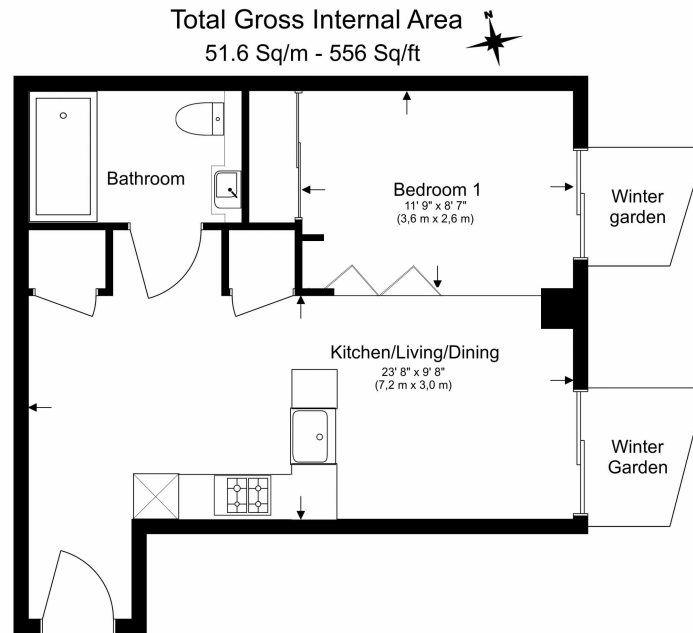 Total Gross Internal Area
51.6 Sq/m - 556 Sq/ft
N
Bathroom
Bedroom 1
11' 9" x 8' 7"
(3,6 m x 2,6 m)
Winter
garden
Kitchen/Living/Dining
23' 8" x 9' 8"
(7,2 m x 3,0 m)
Winter
Garden